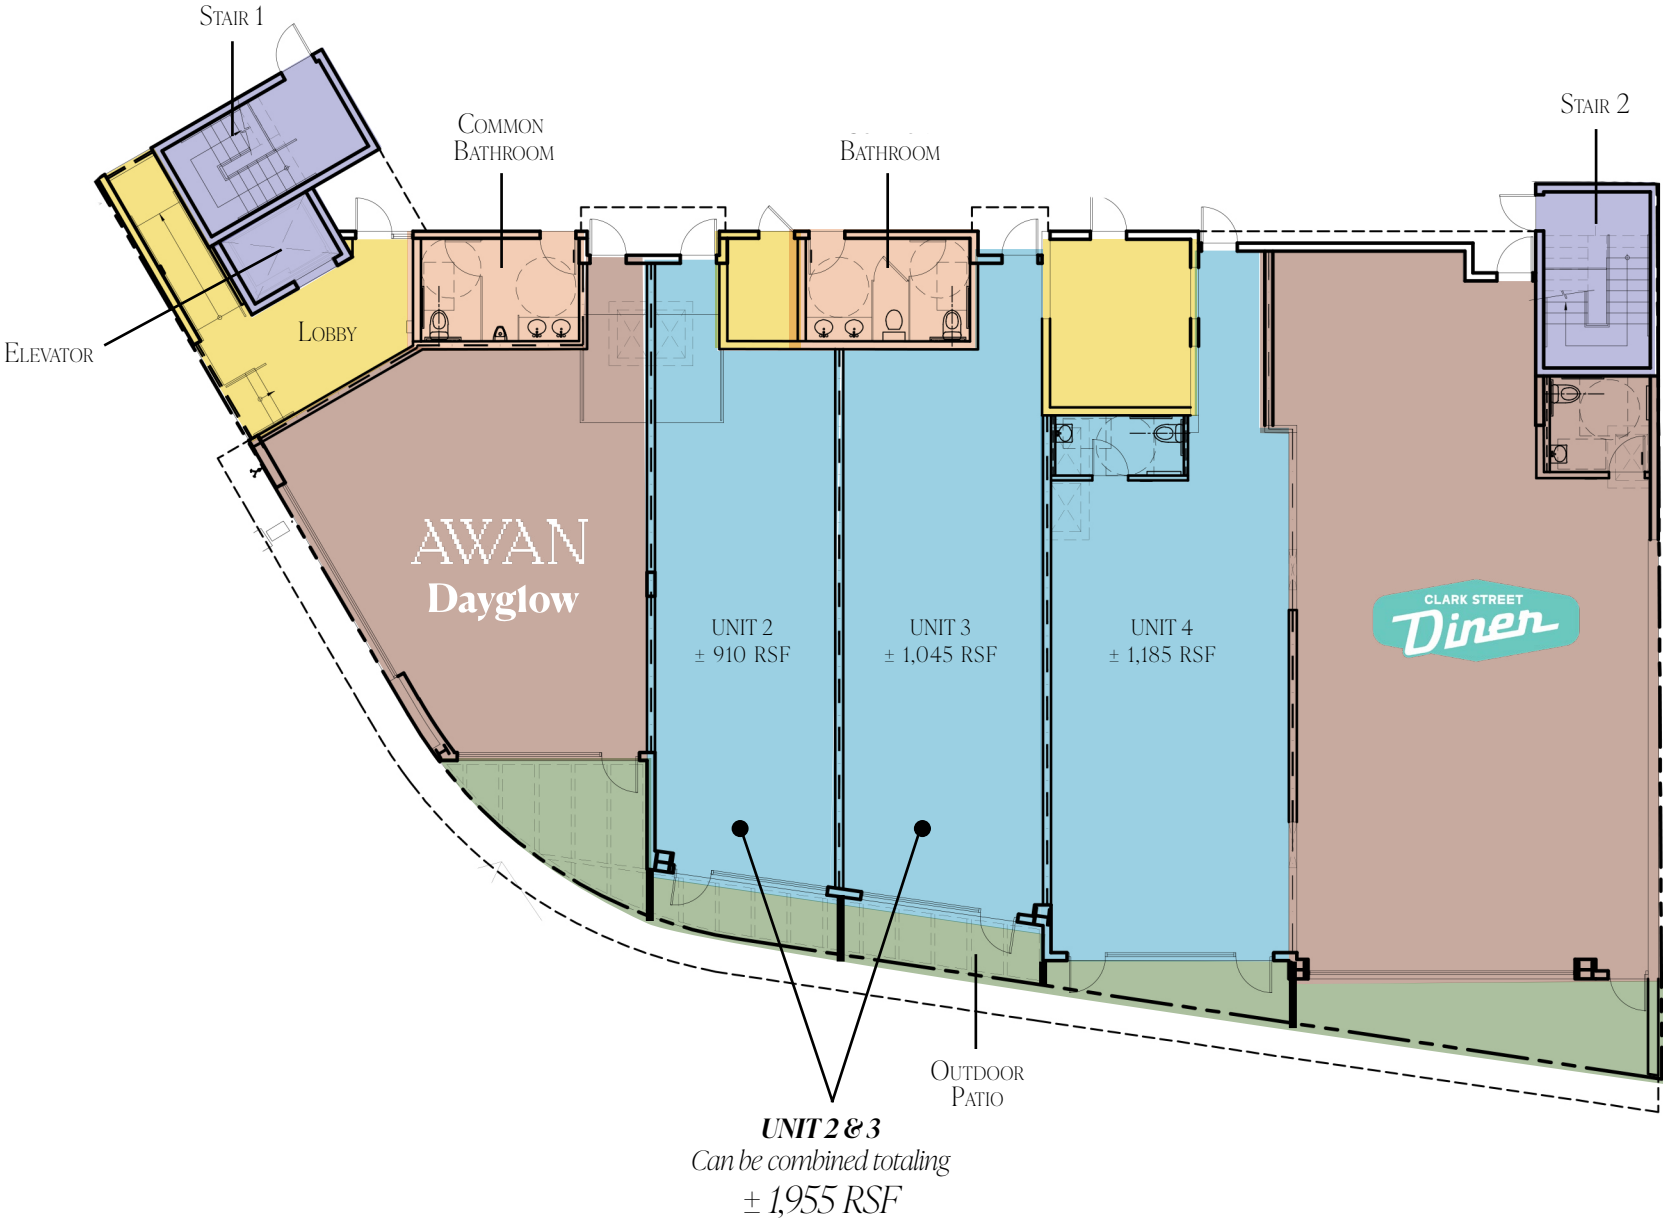 STAIR 1
STAIR 2
COMMON
BATHROOM
BATHROOM
LOBBY
ELEVATOR
AWAN
Dayglow
CLARK STREET
Diner
UNIT 2
± 910 RSF
UNIT 3
± 1,045 RSF
UNIT 4
± 1,185 RSF
OUTDOOR
PATIO
UNIT 2 & 3
Can be combined totaling
± 1,955 RSF